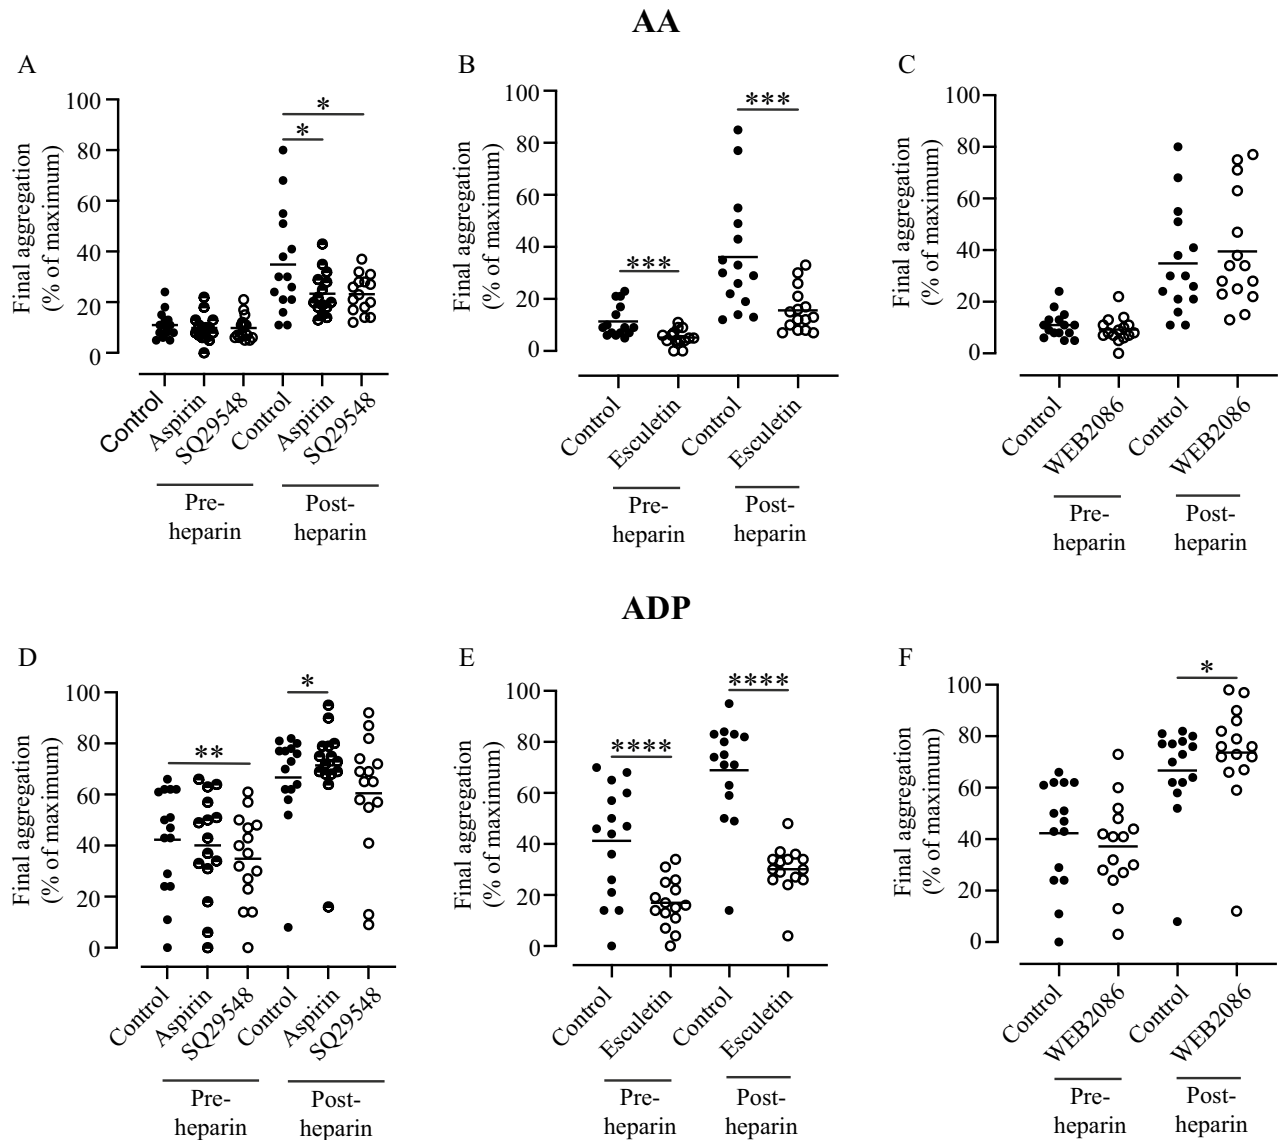 AA
A
Final aggregation
(% of maximum)
100
80
60
40
20
0
*
*
Control
Aspirin
SQ29548
Control
Aspirin
SQ29548
Pre-
heparin
Post-
heparin
B
Final aggregation
(% of maximum)
100
80
60
40
20
0
***
***
Control
Esculetin
Control
Esculetin
Pre-
heparin
Post-
heparin
C
Final aggregation
(% of maximum)
100
80
60
40
20
0
Control
WEB2086
Control
WEB2086
Pre-
heparin
Post-
heparin
ADP
D
Final aggregation
(% of maximum)
100
80
60
40
20
0
**
*
Control
Aspirin
SQ29548
Control
Aspirin
SQ29548
Pre-
heparin
Post-
heparin
E
Final aggregation
(% of maximum)
100
80
60
40
20
0
****
****
Control
Esculetin
Control
Esculetin
Pre-
heparin
Post-
heparin
F
Final aggregation
(% of maximum)
100
80
60
40
20
0
*
Control
WEB2086
Control
WEB2086
Pre-
heparin
Post-
heparin